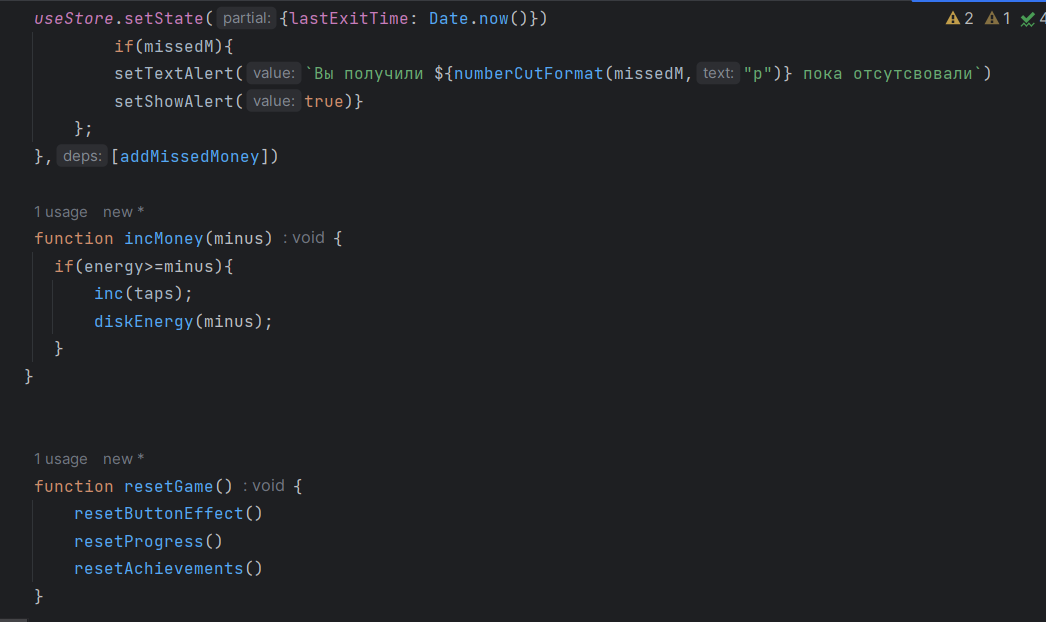 useStore.setState( partial: {lastExitTime: Date.now()})
2 1 4
if(missedM){
setTextAlert( value: `Вы получили ${numberCutFormat(missedM, text: "р")} пока отсутсвовали`)
setShowAlert( value: true)}
};
}, deps: [addMissedMoney])
1 usage new *
function incMoney(minus) : void {
if(energy>=minus){
inc(taps);
diskEnergy(minus);
}
}
1 usage new *
function resetGame() : void {
resetButtonEffect()
resetProgress()
resetAchievements()
}